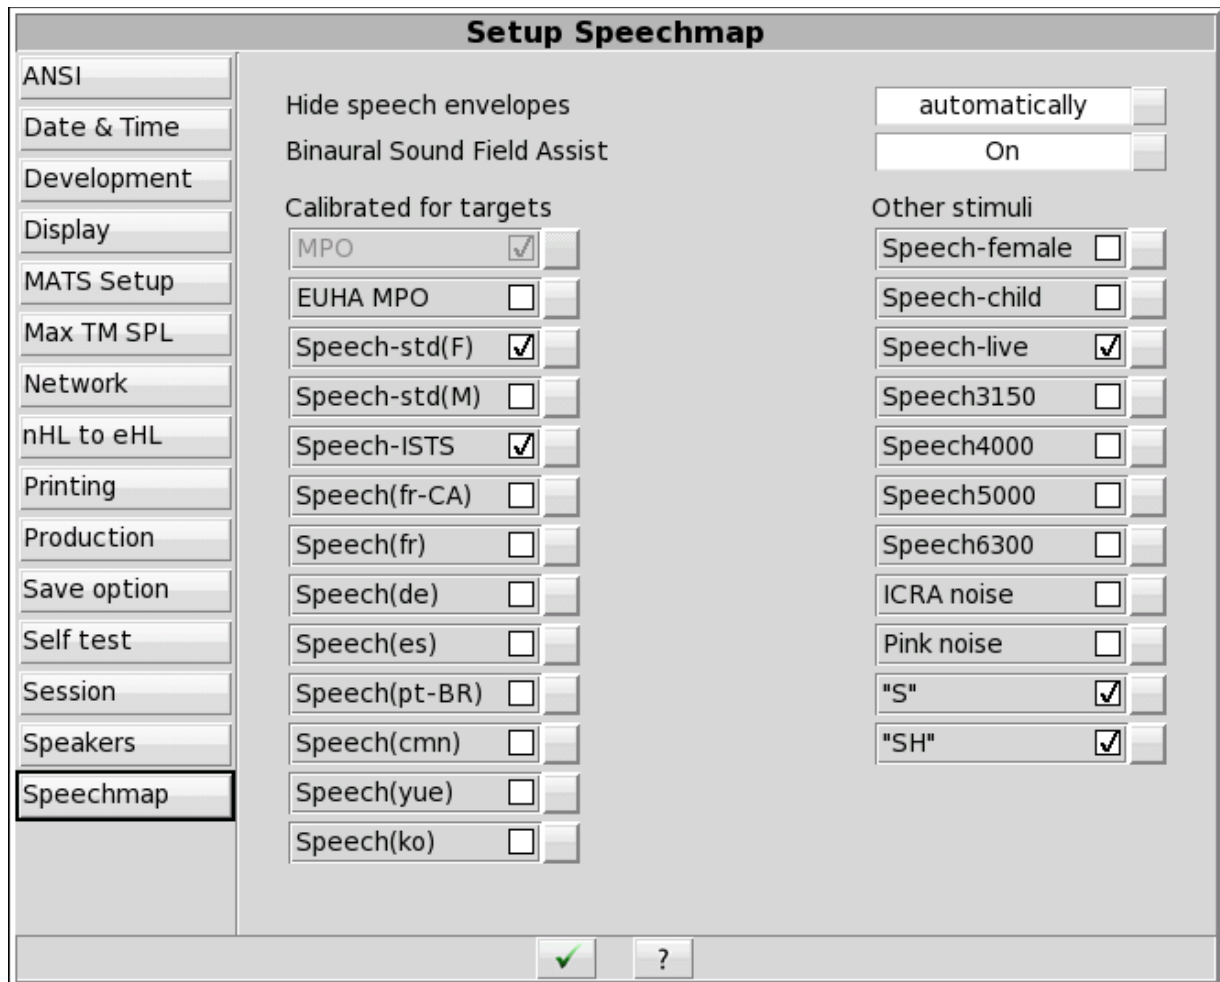 Setup Speechmap
ANSI
Date & Time
Development
Display
MATS Setup
Max TM SPL
Network
nHL to eHL
Printing
Production
Save option
Self test
Session
Speakers
Speechmap
Hide speech envelopes automatically
Binaural Sound Field Assist On
Calibrated for targets
MPO
EUHA MPO
Speech-std(F)
Speech-std(M)
Speech-ISTS
Speech(fr-CA)
Speech(fr)
Speech(de)
Speech(es)
Speech(pt-BR)
Speech(cmn)
Speech(yue)
Speech(ko)
Other stimuli
Speech-female
Speech-child
Speech-live
Speech3150
Speech4000
Speech5000
Speech6300
ICRA noise
Pink noise
"S"
"SH"
?